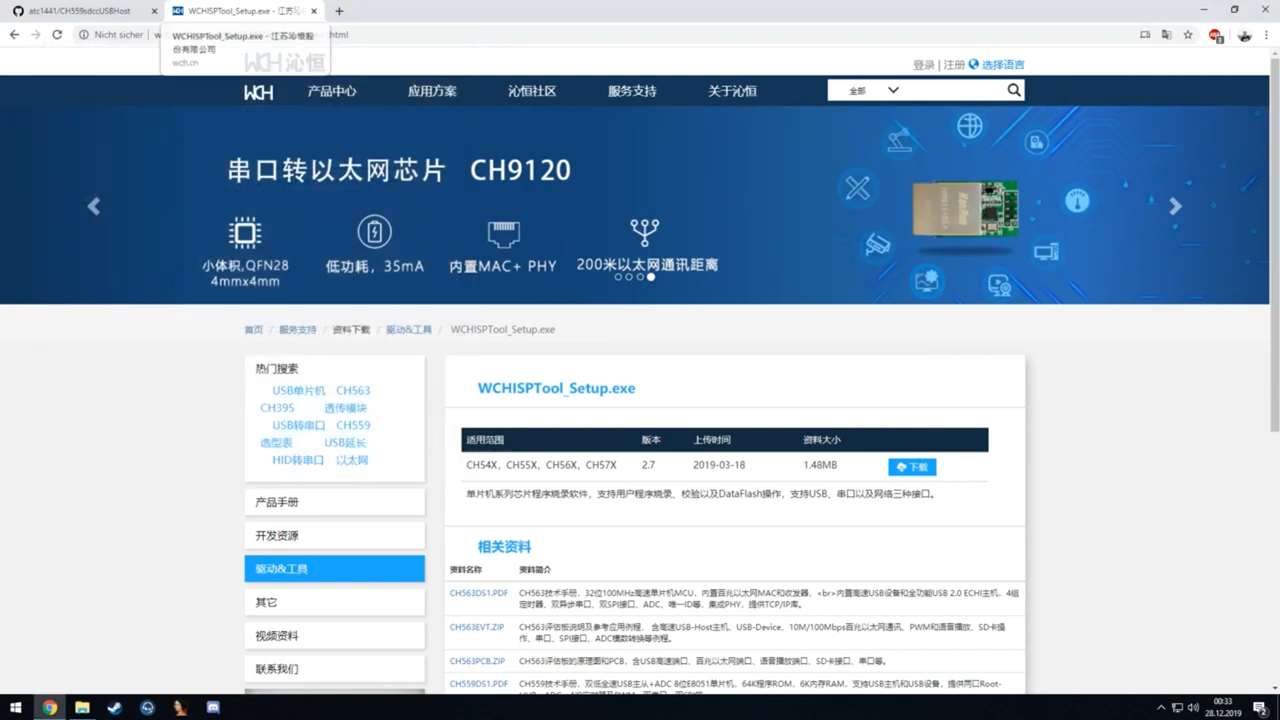 atc1441/CH559sdccUSBHost
WCHISPTool_Setup.exe - 江苏沁
Nicht sicher
html
WCHISPTool_Setup.exe - 江苏沁恒股
份有限公司
wch.cn
WCH沁恒
登录 | 注册 选择语言
WCH 产品中心 应用方案 沁恒社区 服务支持 关于沁恒 全部
串口转以太网芯片 CH9120
小体积,QFN28 低功耗，35mA 内置MAC+ PHY 200米以太网通讯距离
4mmx4mm
首页 / 服务支持 / 资料下载 / 驱动&工具 / WCHISPTool_Setup.exe
热门搜索
USB单片机 CH563
CH395 透传模块
USB转串口 CH559
选型表 USB延长
HID转串口 以太网
产品手册
开发资源
驱动&工具
其它
视频资料
联系我们
WCHISPTool_Setup.exe
适用范围 版本 上传时间 资料大小
CH54X，CH55X，CH56X，CH57X 2.7 2019-03-18 1.48MB 下载
单片机系列芯片程序烧录软件，支持用户程序烧录、校验以及DataFlash操作，支持USB、串口以及网络三种接口。
相关资料
资料名称 资料简介
CH563DS1.PDF CH563技术手册，32位100MHz高速单片机MCU，内置百兆以太网MAC和收发器，<br>内置高速USB设备和全功能USB 2.0 ECHI主机，4组
定时器、双异步串口、双SPI接口、ADC、唯一ID等，集成PHY，提供TCP/IP库。
CH563EVT.ZIP CH563评估板说明及参考应用例程，含高速USB-Host主机、USB-Device、10M/100Mbps百兆以太网通讯、PWM和语音播放、SD卡操
作、串口、SPI接口、ADC模数转换等例程。
CH563PCB.ZIP CH563评估板的原理图和PCB，含USB高速端口、百兆以太网端口、语音播放端口、SD卡接口、串口等。
CH559DS1.PDF CH559技术手册，双低全速USB主从+ADC 8位E8051单片机，64K程序ROM，6K内存RAM，支持USB主机和USB设备，提供两口Root-
00:33
28.12.2019
2